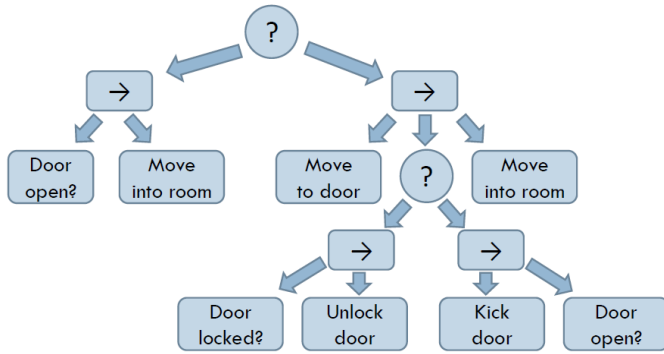 ?
→
→
Door
open?
Move
into room
Move
to door
?
Move
into room
→
→
Door
locked?
Unlock
door
Kick
door
Door
open?